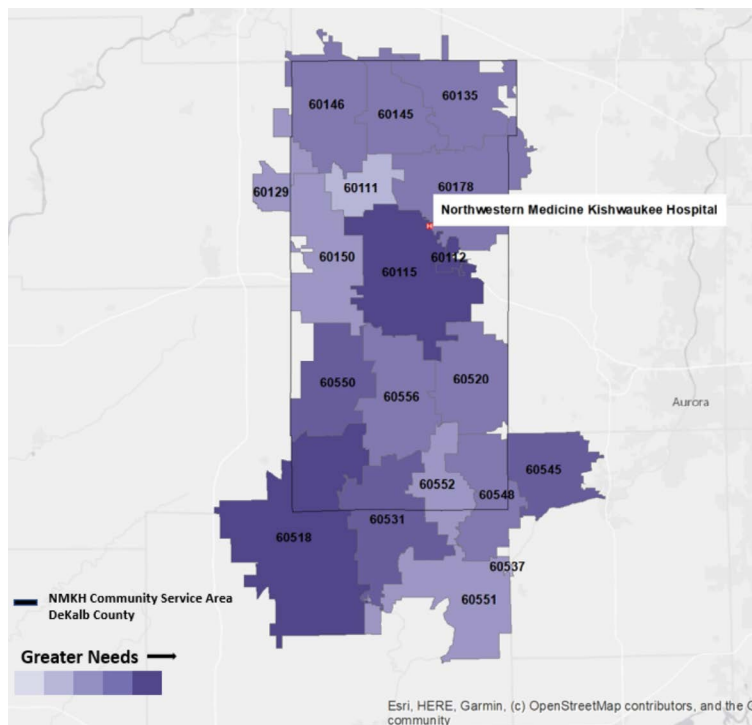 60135
60146
60145
60129
60111
60178
Northwestern Medicine Kishwaukee Hospital
H
60150
60112
60115
60550
60520
60556
Aurora
60545
60552
60548
60531
60518
60537
60551
NMKH Community Service Area
DeKalb County
Greater Needs
Esri, HERE, Garmin, (c) OpenStreetMap contributors, and the G
community